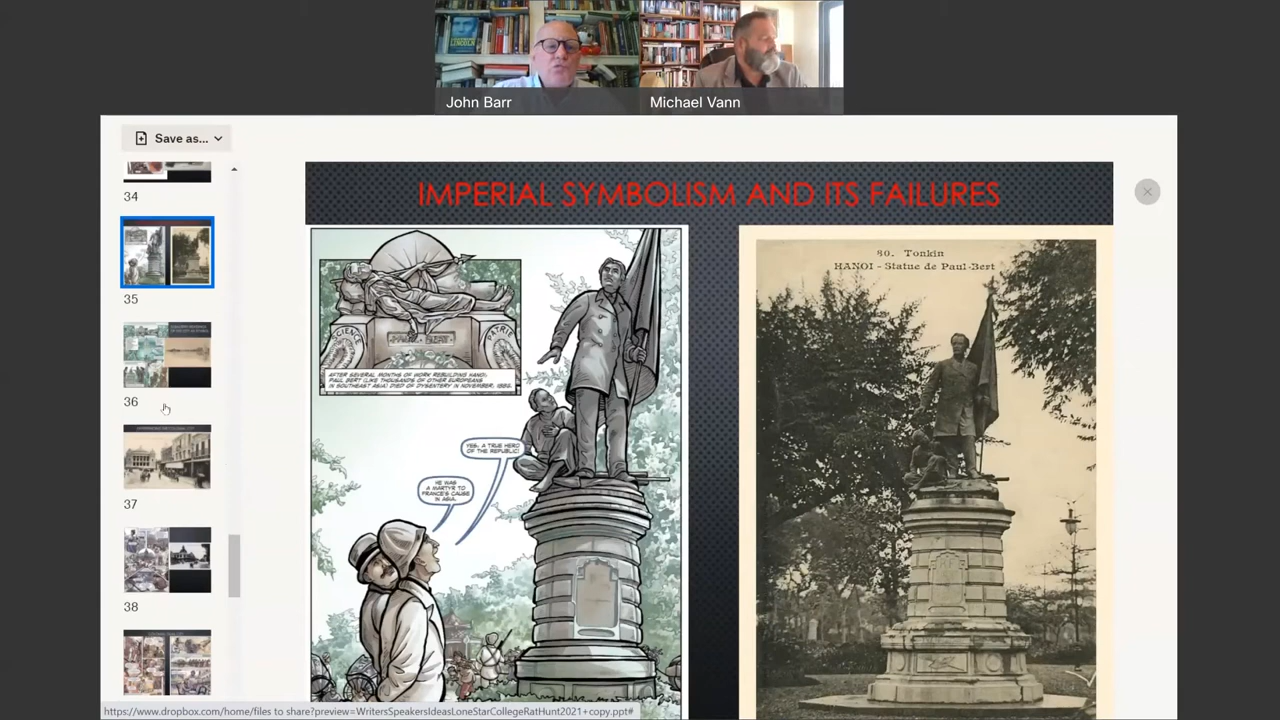 LINCOLN
John Barr
Michael Vann
Save as...
34
35
36
37
38
IMPERIAL SYMBOLISM AND ITS FAILURES
SCIENCE
PATRIE
AFTER SEVERAL MONTHS OF WORK REBUILDING HANOI,
PAUL BERT (LIKE THOUSANDS OF OTHER EUROPEANS
IN SOUTHEAST ASIA) DIED OF DYSENTERY IN NOVEMBER, 1886.
YES, A TRUE HERO
OF THE REPUBLIC!
HE WAS
A MARTYR TO
FRANCE'S CAUSE
IN ASIA.
80. Tonkin
HANOI - Statue de Paul-Bert
https://www.dropbox.com/home/files to share?preview=WritersSpeakersIdeasLoneStarCollegeRatHunt2021+copy.ppt#